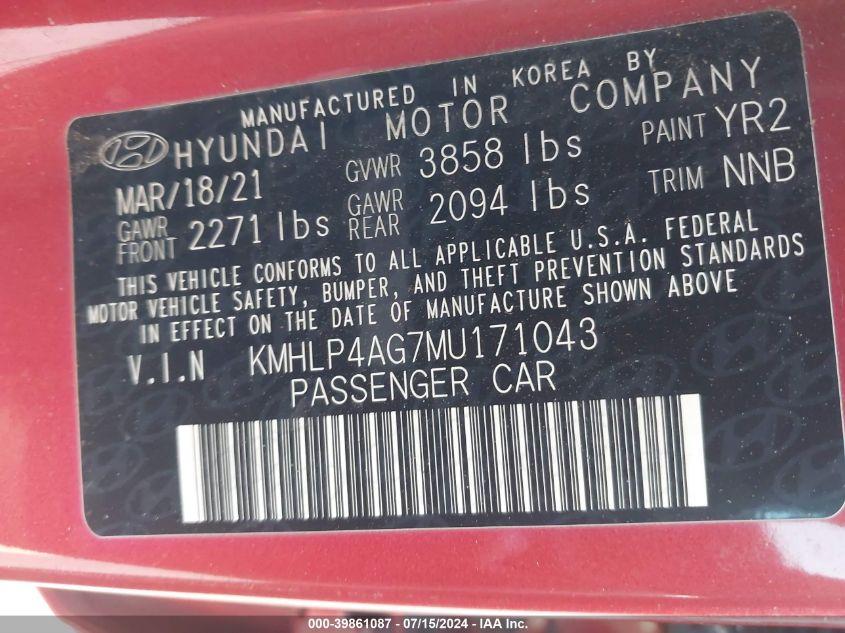 MANUFACTURED IN KOREA BY
HYUNDAI MOTOR COMPANY
MAR/18/21 GVWR 3858 lbs PAINT YR2
GAWR FRONT 2271 lbs GAWR REAR 2094 lbs TRIM NNB
THIS VEHICLE CONFORMS TO ALL APPLICABLE U.S.A. FEDERAL
MOTOR VEHICLE SAFETY, BUMPER, AND THEFT PREVENTION STANDARDS
IN EFFECT ON THE DATE OF MANUFACTURE SHOWN ABOVE
V.I.N KMHLP4AG7MU171043
PASSENGER CAR
000-39861087 - 07/15/2024 - IAAI.COM